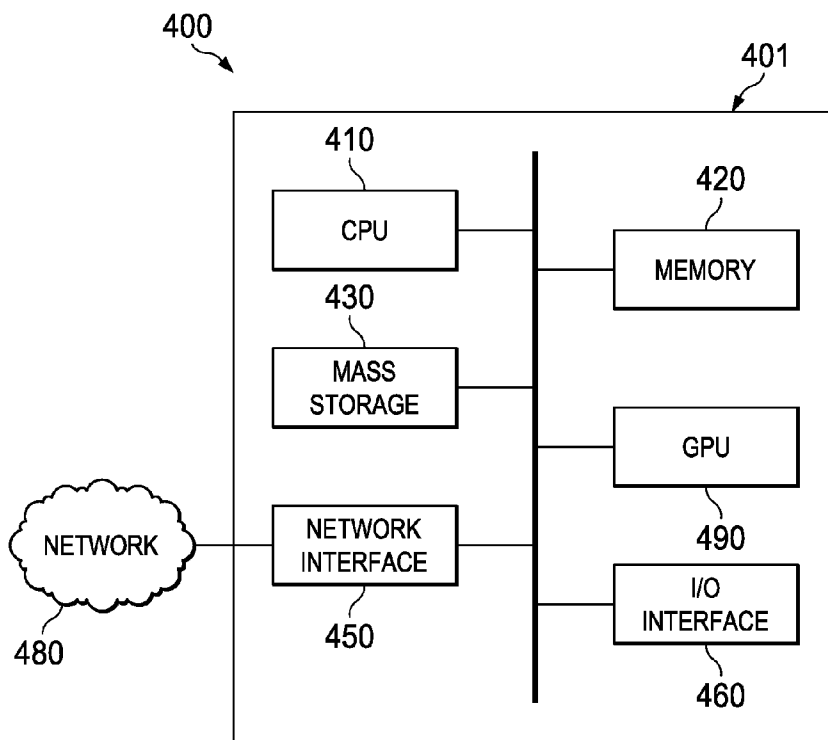 400
401
410
CPU
420
MEMORY
430
MASS
STORAGE
GPU
490
NETWORK
NETWORK
INTERFACE
450
480
I/O
INTERFACE
460